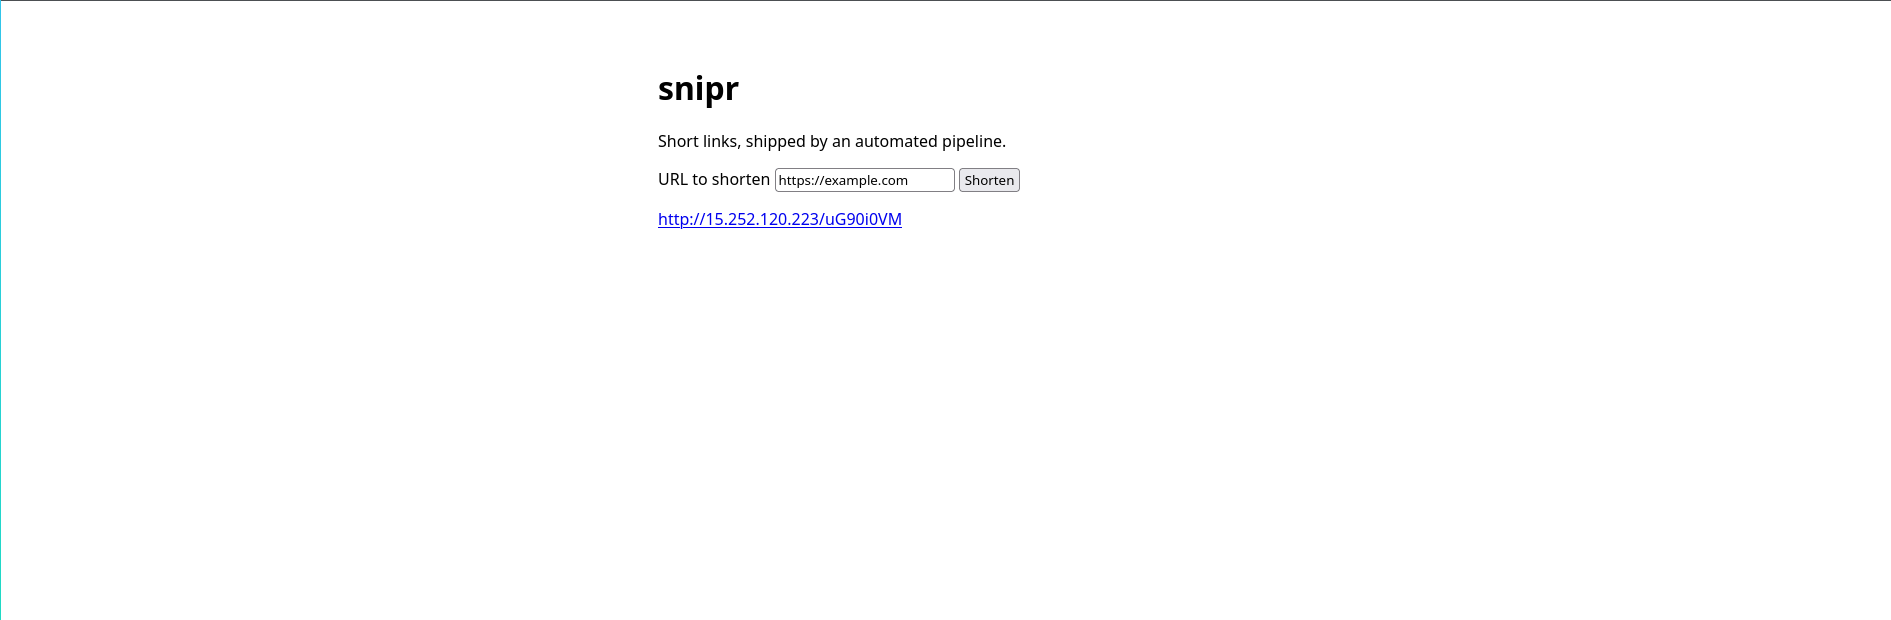 snipr
Short links, shipped by an automated pipeline.
URL to shorten https://example.com Shorten
http://15.252.120.223/uG90i0VM